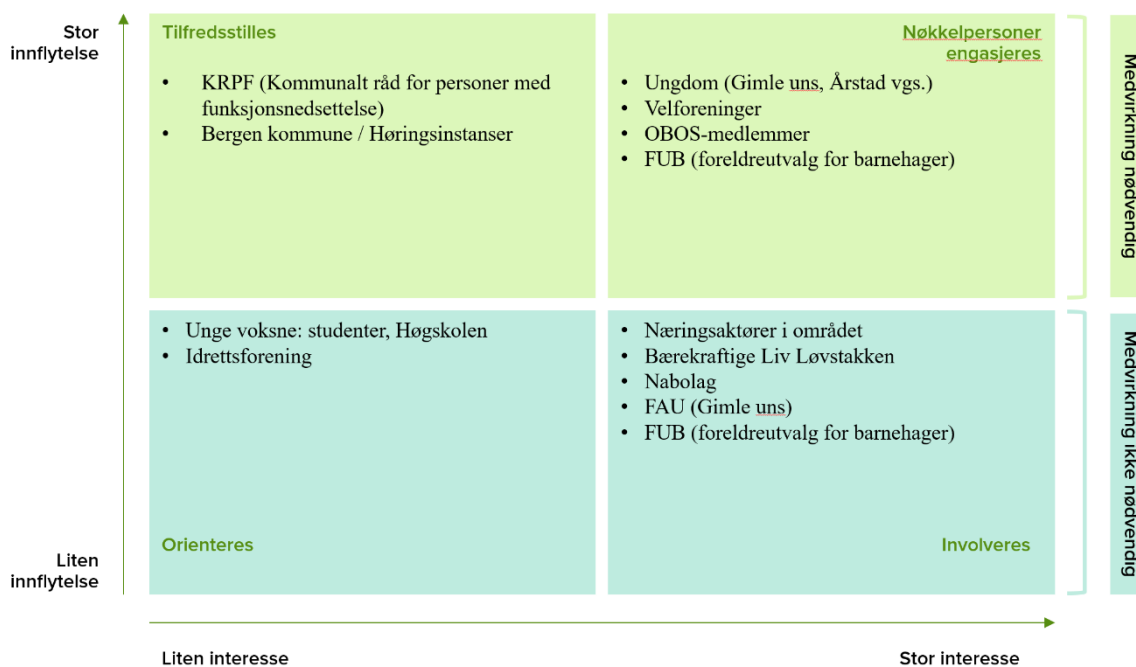 Stor
innflytelse
Tilfredsstilles
• KRPF (Kommunalt råd for personer med
funksjonsnedsettelse)
• Bergen kommune / Høringsinstanser
Nøkkelpersoner
engasjeres
• Ungdom (Gimle uns, Årstad vgs.)
• Velforeninger
• OBOS-medlemmer
• FUB (foreldreutvalg for barnehager)
Medvirkning nødvendig
• Unge voksne: studenter, Høgskolen
• Idrettsforening
Orienteres
• Næringsaktører i området
• Bærekraftige Liv Løvstakken
• Nabolag
• FAU (Gimle uns)
• FUB (foreldreutvalg for barnehager)
Involveres
Medvirkning ikke nødvendig
Liten
innflytelse
Liten interesse
Stor interesse